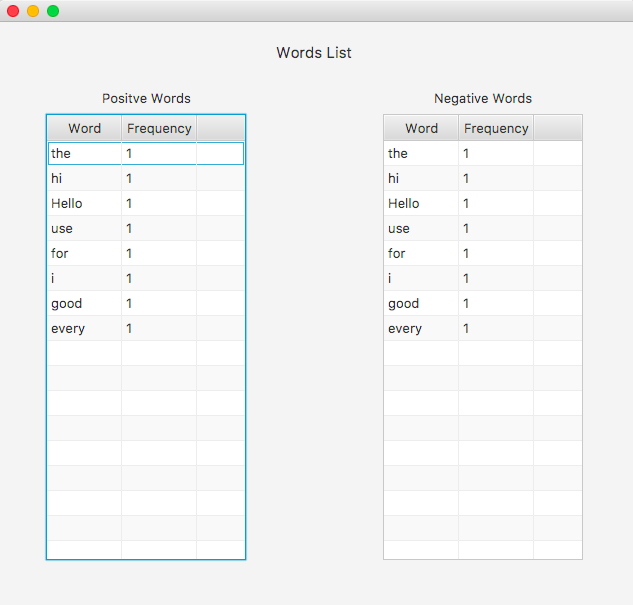 Words List
Positve Words
Word Frequency
the 1
hi 1
Hello 1
use 1
for 1
i 1
good 1
every 1
Negative Words
Word Frequency
the 1
hi 1
Hello 1
use 1
for 1
i 1
good 1
every 1